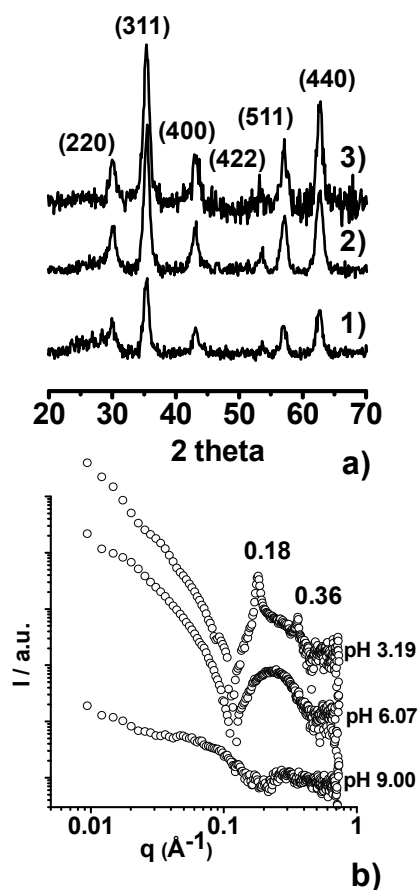 (311)
(440)
(220)
(400)
(511)
(422)
3)
2)
1)
20 30 40 50 60 70
2 theta
a)
0.18
0.36
I / a.u.
pH 3.19
pH 6.07
pH 9.00
0.01 0.1 1
q (Å-1)
b)